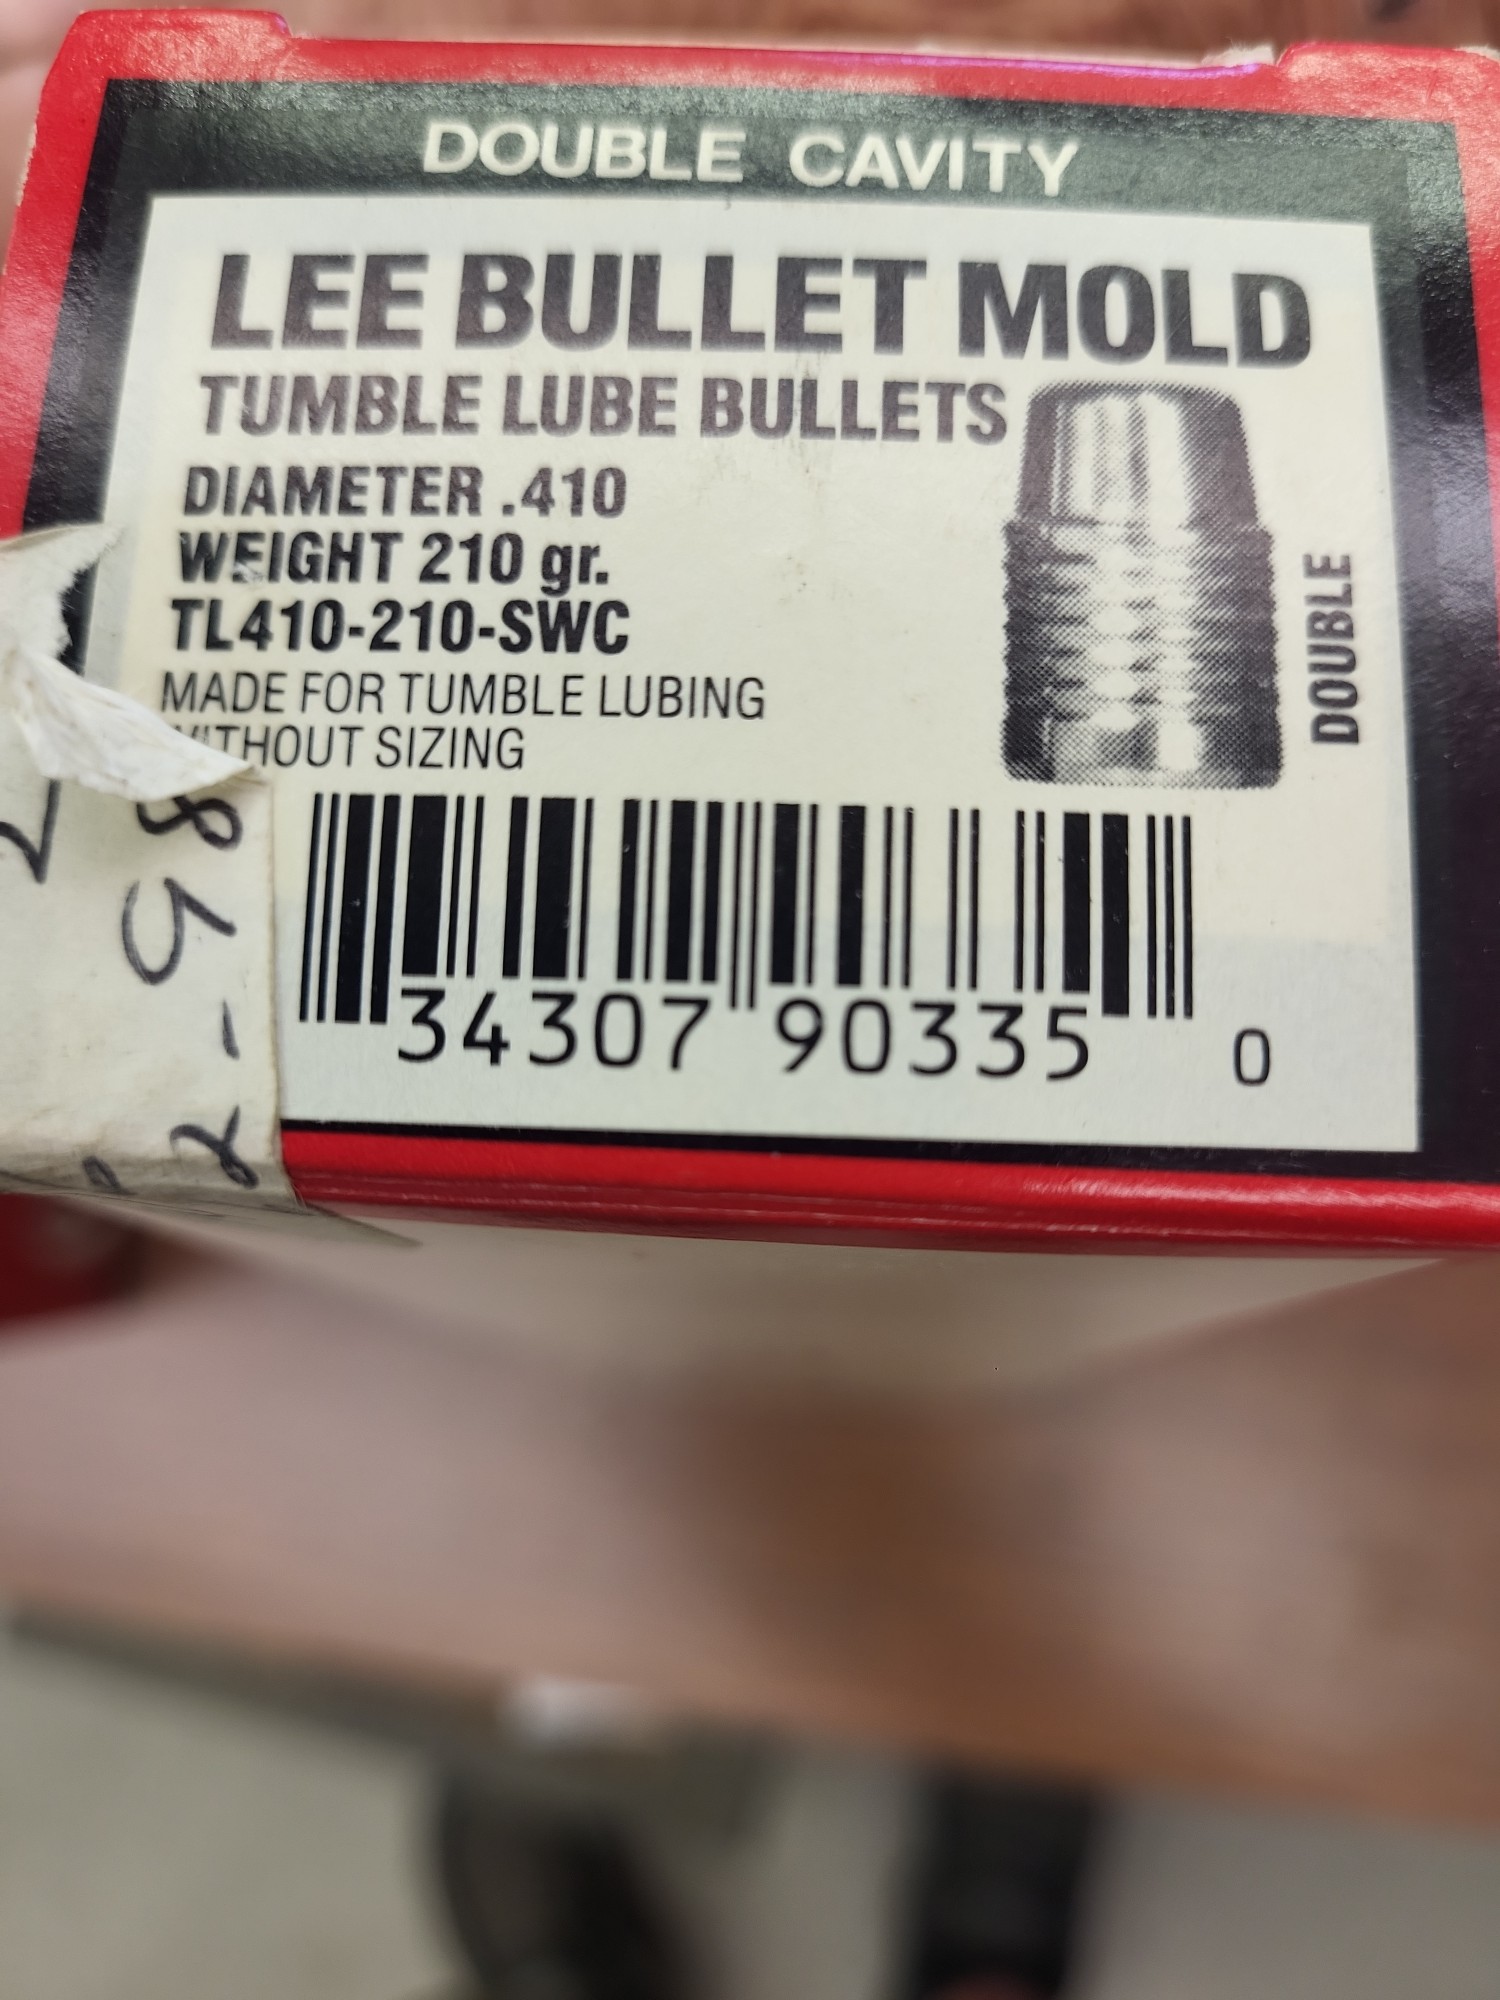 DOUBLE CAVITY
LEE BULLET MOLD
TUMBLE LUBE BULLETS
DIAMETER .410
WEIGHT 210 gr.
TL410-210-SWC
MADE FOR TUMBLE LUBING
WITHOUT SIZING
DOUBLE
34307 90335 0